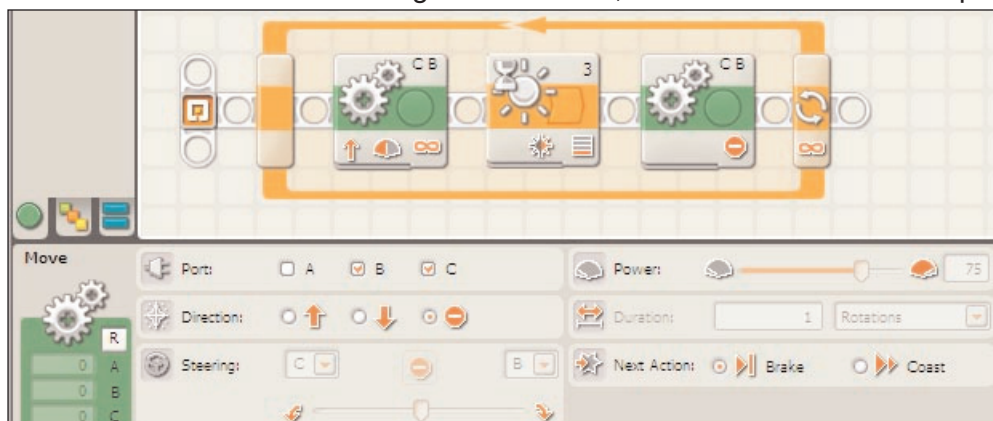 C B
3
C B
Move
R
0 A
0 B
0 C
Port: A B C
Power: 75
Direction:
Duration: 1 Rotations
Steering: C B
Next Action: Brake Coast